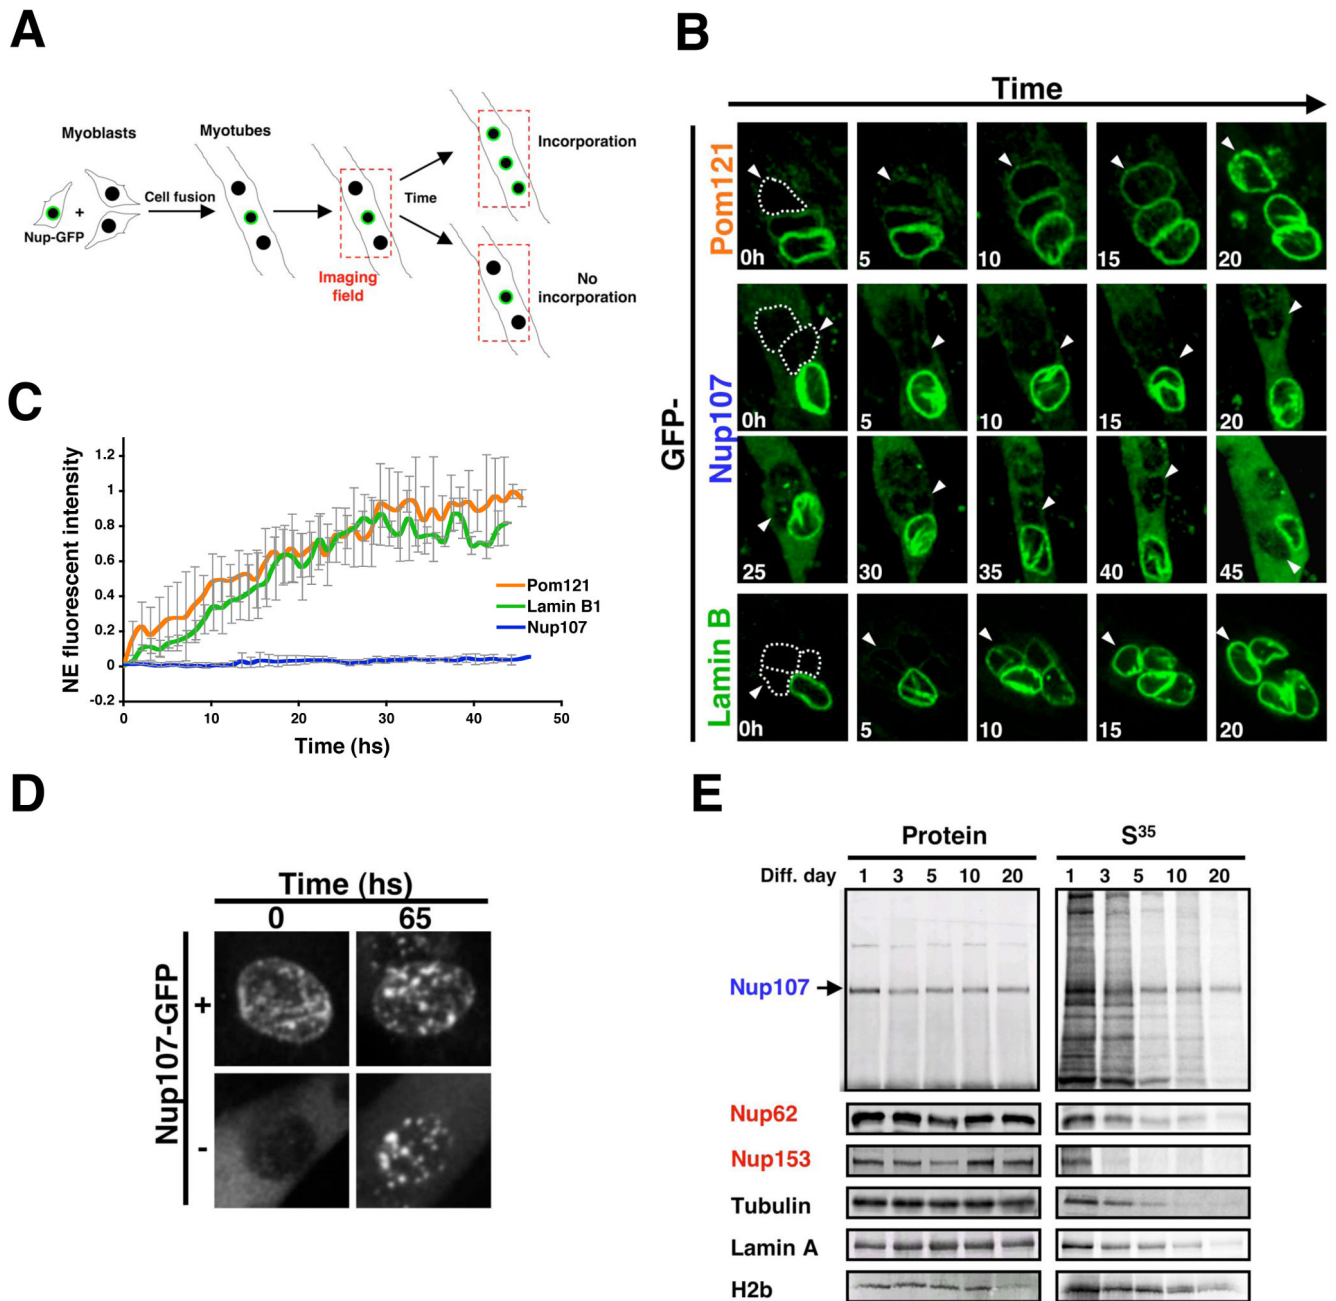 A
Myoblasts
Myotubes
Cell fusion
+
Nup-GFP
Imaging
field
Time
Incorporation
No
incorporation
B
Time
GFP-
Pom121
0h
5
10
15
20
Nup107
0h
5
10
15
20
25
30
35
40
45
Lamin B
0h
5
10
15
20
C
NE fluorescent intensity
1.2
1
0.8
0.6
0.4
0.2
0
-0.2
0
10
20
30
40
50
Time (hs)
Pom121
Lamin B1
Nup107
D
Time (hs)
0
65
Nup107-GFP
+
-
E
Protein
S³⁵
Diff. day 1 3 5 10 20 1 3 5 10 20
Nup107
Nup62
Nup153
Tubulin
Lamin A
H2b